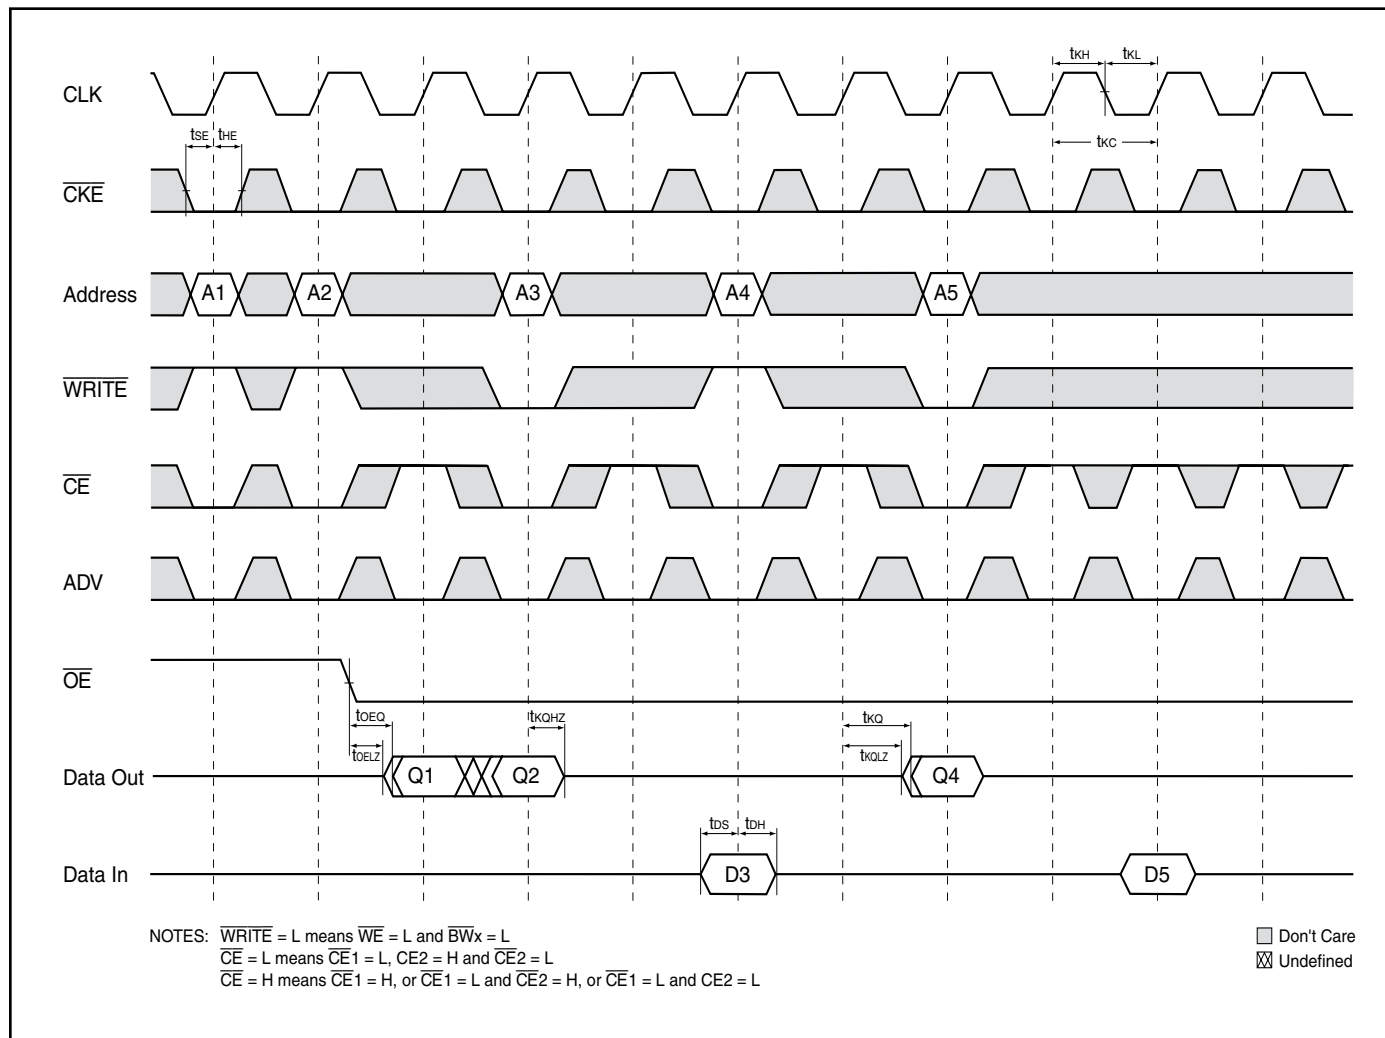 tKH tKL
CLK
tSE tHE
tKC
CKE
Address A1 A2 A3 A4 A5
WRITE
CE
ADV
OE
tOEQ tKQHZ tKQ
tOELZ tKQLZ
Data Out Q1 Q2 Q4
tDS tDH
Data In D3 D5
NOTES: WRITE = L means WE = L and BWx = L
CE = L means CE1 = L, CE2 = H and CE2 = L
CE = H means CE1 = H, or CE1 = L and CE2 = H, or CE1 = L and CE2 = L
Don't Care
Undefined